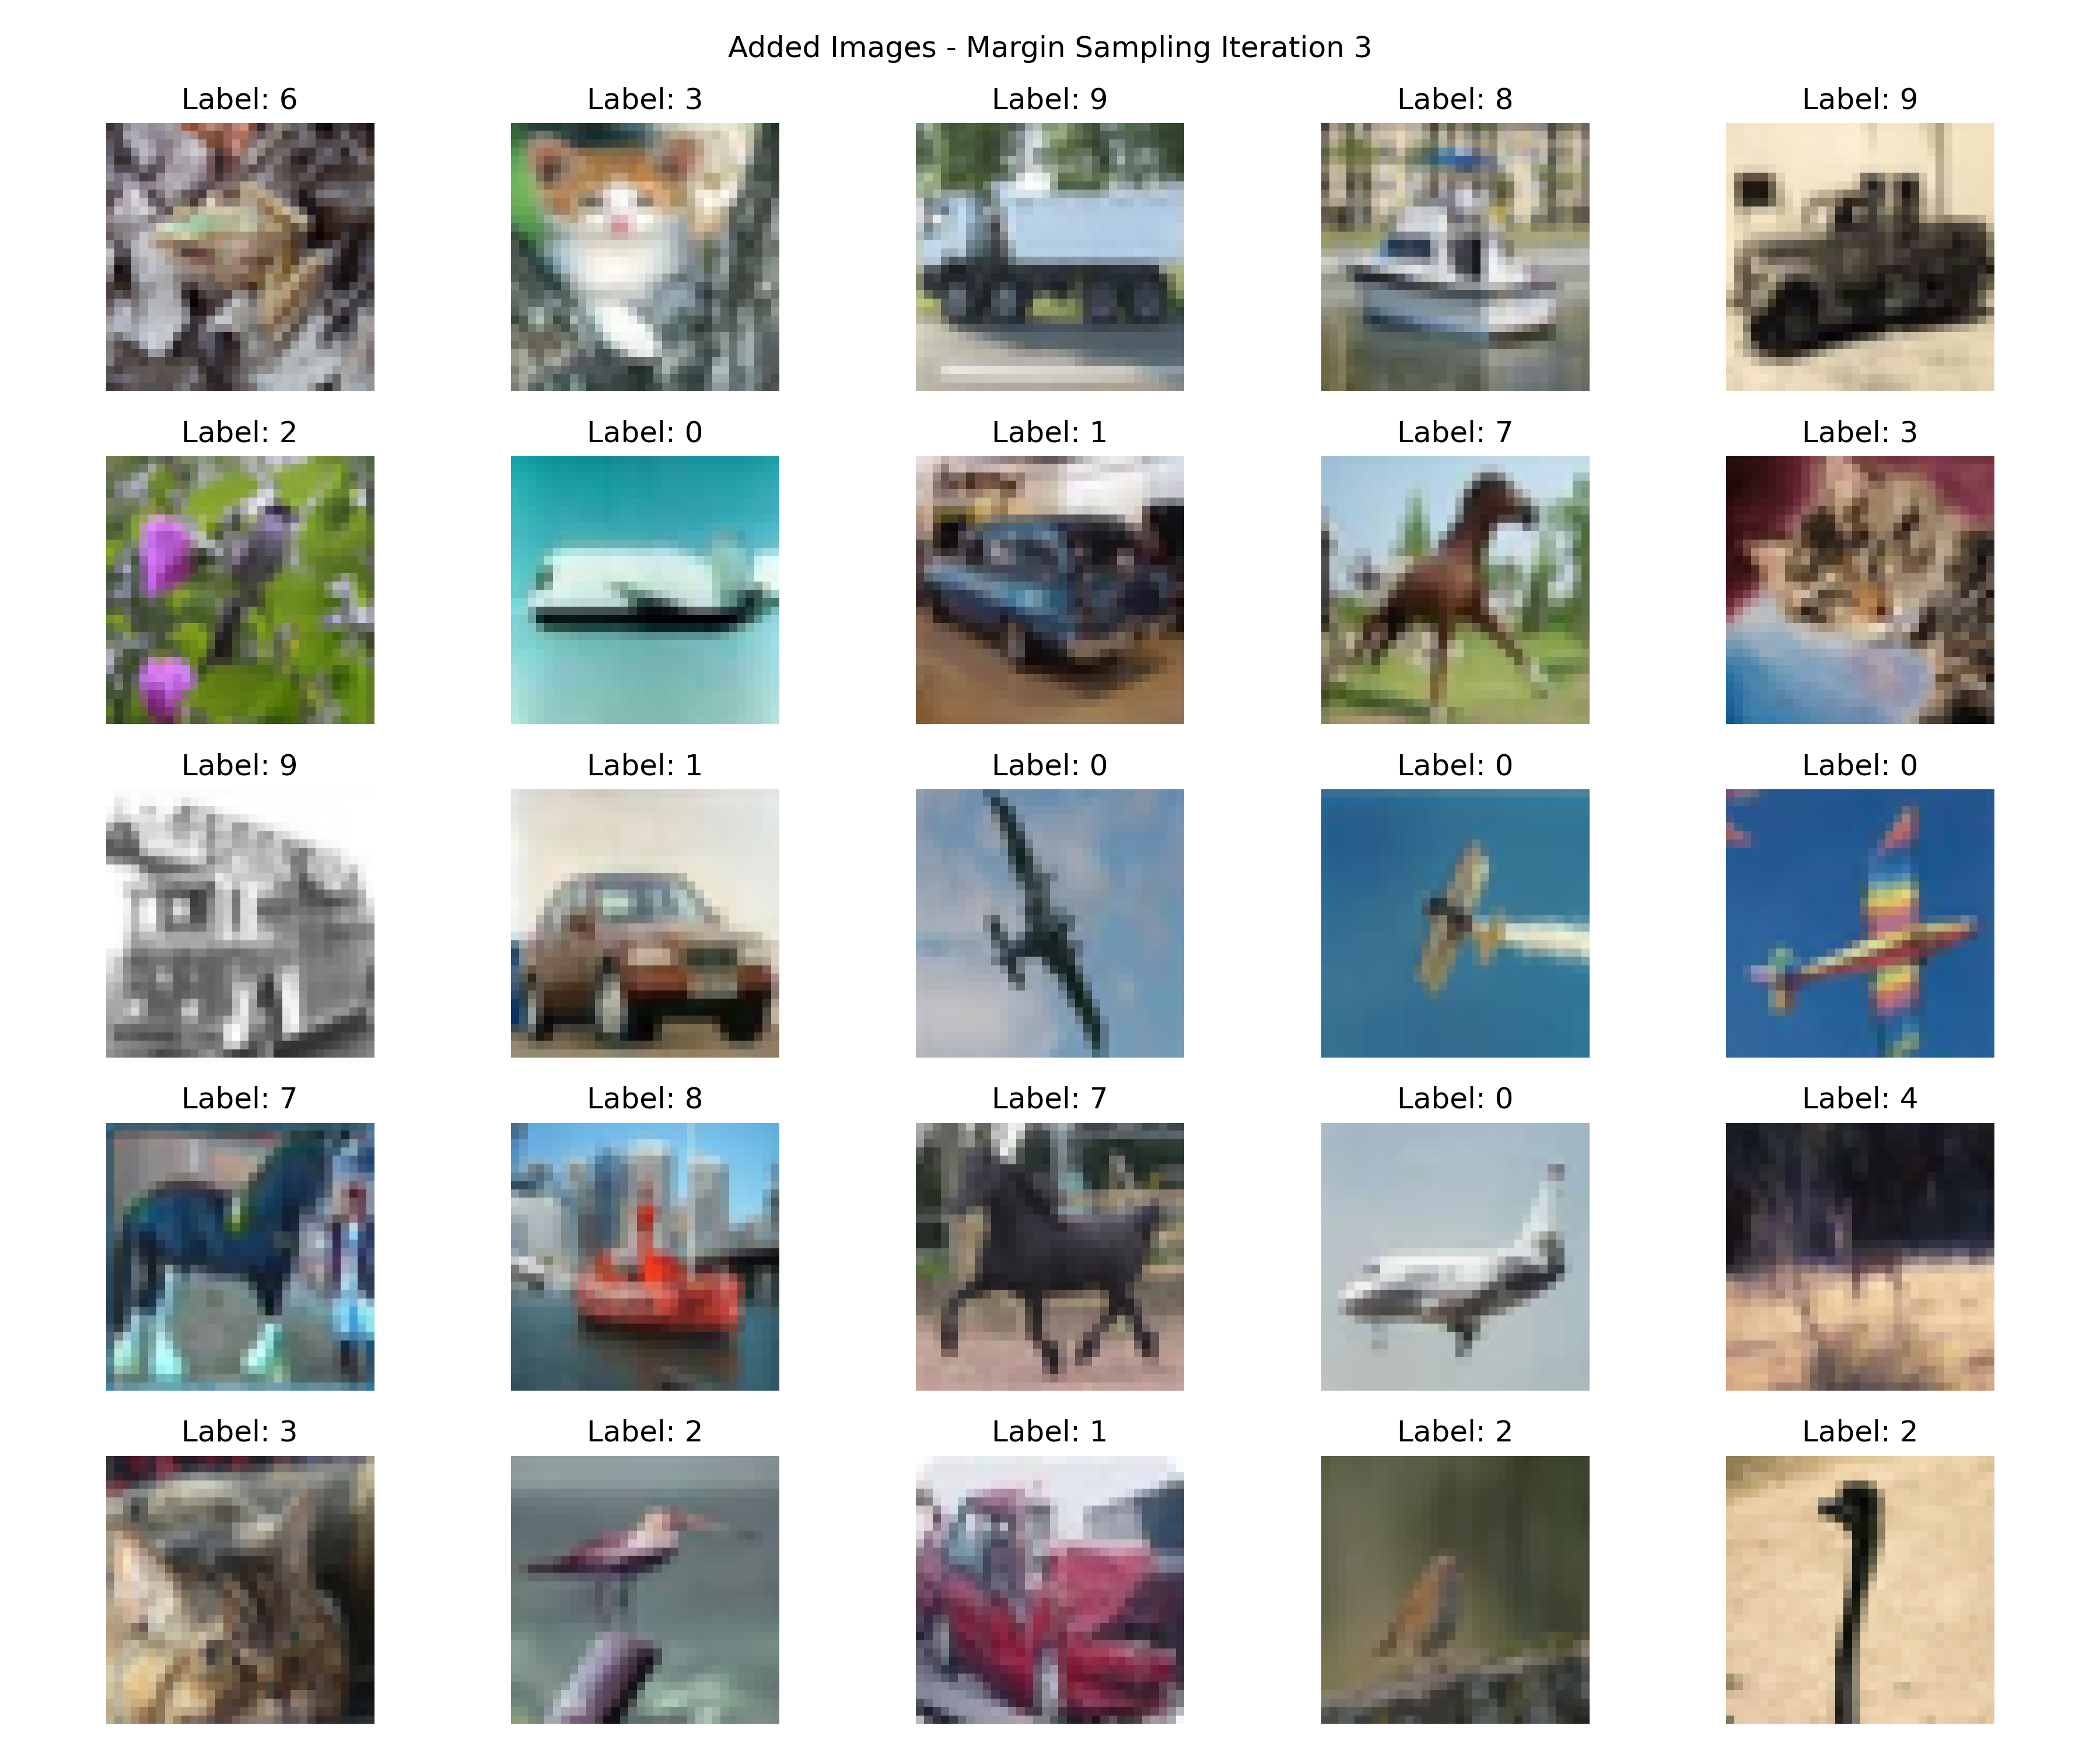 Added Images - Margin Sampling Iteration 3
Label: 6 Label: 3 Label: 9 Label: 8 Label: 9
Label: 2 Label: 0 Label: 1 Label: 7 Label: 3
Label: 9 Label: 1 Label: 0 Label: 0 Label: 0
Label: 7 Label: 8 Label: 7 Label: 0 Label: 4
Label: 3 Label: 2 Label: 1 Label: 2 Label: 2